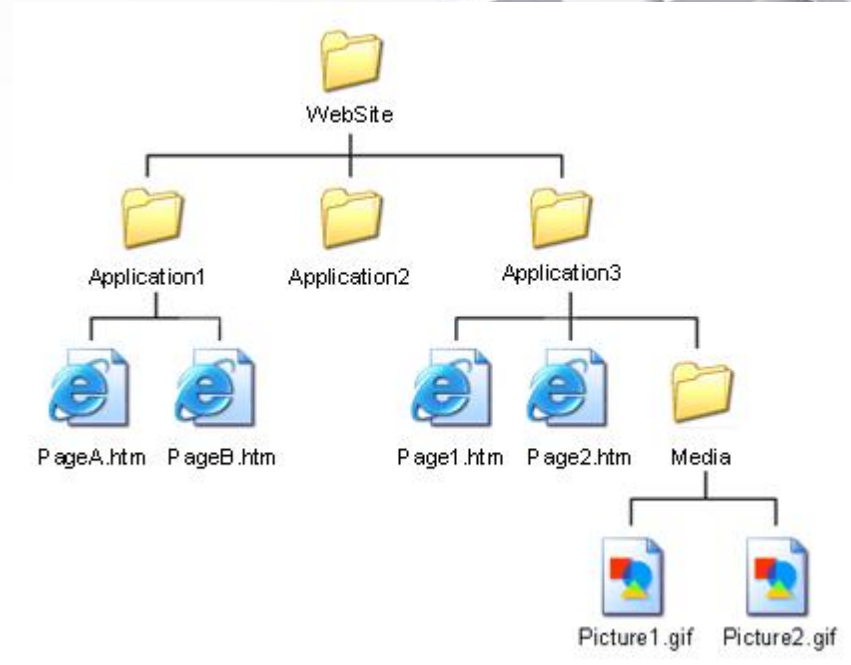 WebSite
Application1 Application2 Application3
PageA.htm PageB.htm Page1.htm Page2.htm Media
Picture1.gif Picture2.gif